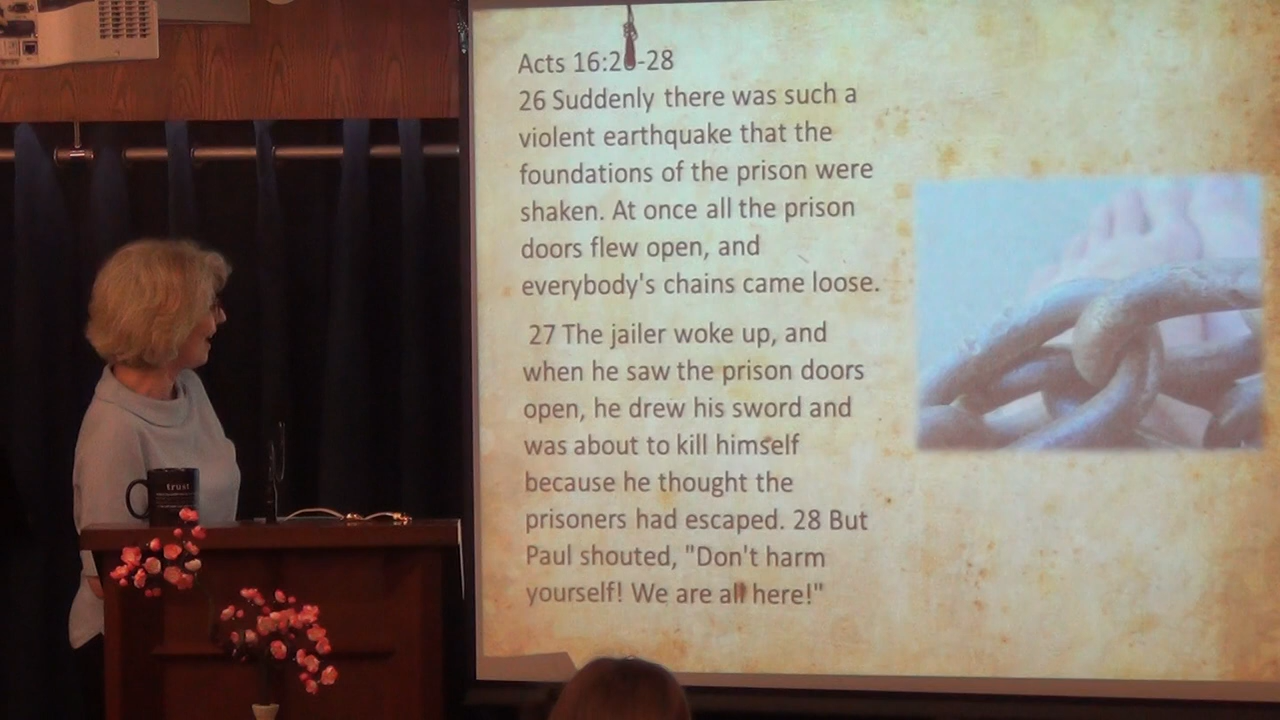 Acts 16:26-28
26 Suddenly there was such a
violent earthquake that the
foundations of the prison were
shaken. At once all the prison
doors flew open, and
everybody's chains came loose.
27 The jailer woke up, and
when he saw the prison doors
open, he drew his sword and
was about to kill himself
because he thought the
prisoners had escaped. 28 But
Paul shouted, "Don't harm
yourself! We are all here!"
trust